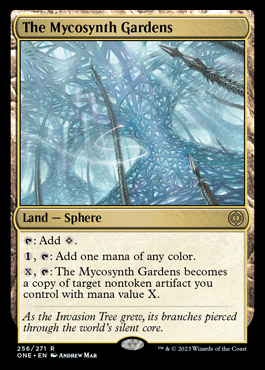 The Mycosynth Gardens
Land — Sphere
: Add .
1, : Add one mana of any color.
X, : The Mycosynth Gardens becomes
a copy of target nontoken artifact you
control with mana value X.
As the Invasion Tree grew, its branches pierced
through the world's silent core.
256/271 R
ONE • EN Andrew Mar
™ & © 2023 Wizards of the Coast